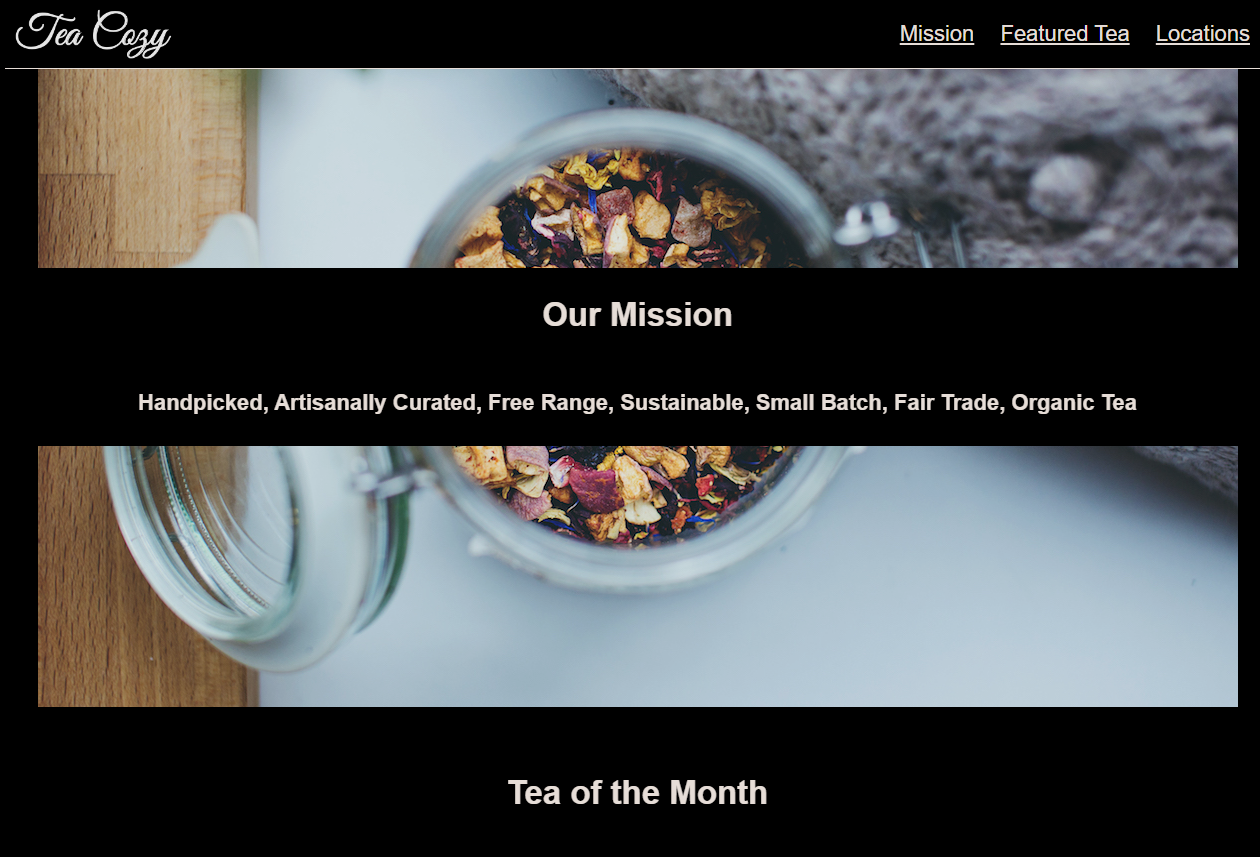 Tea Cozy
Mission Featured Tea Locations
Our Mission
Handpicked, Artisanally Curated, Free Range, Sustainable, Small Batch, Fair Trade, Organic Tea
Tea of the Month